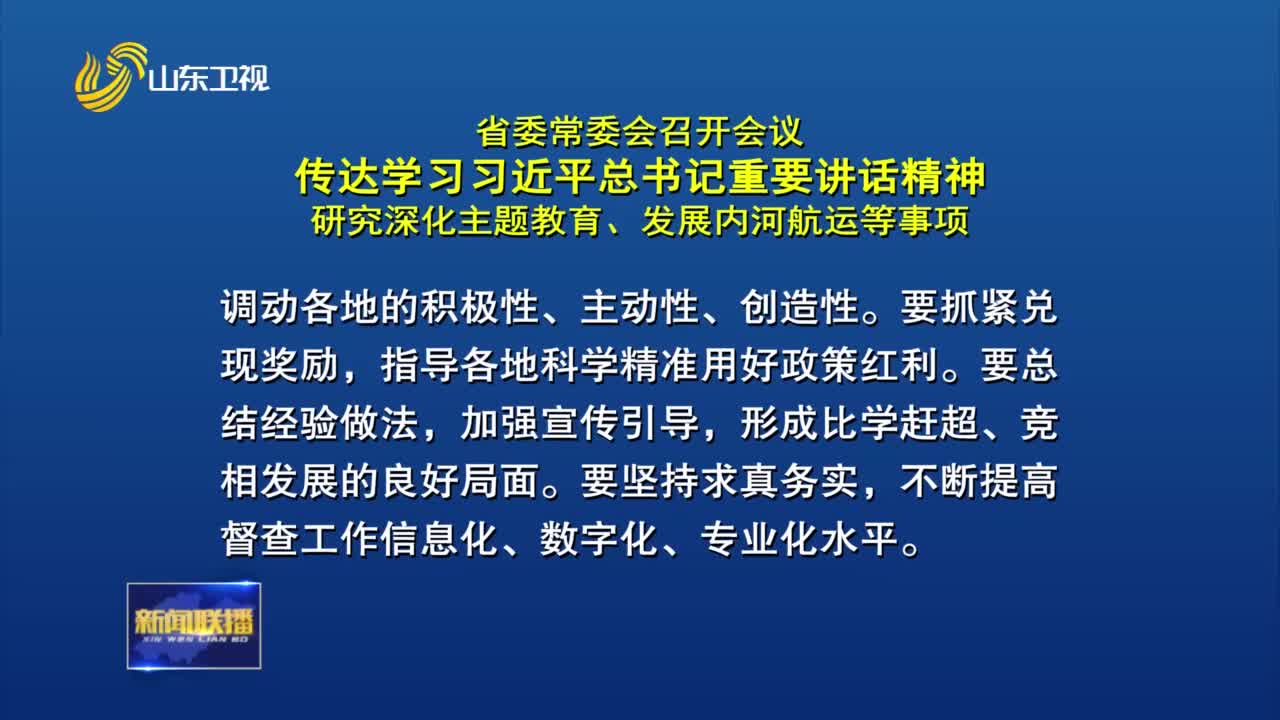 山东卫视
省委常委会召开会议
传达学习习近平总书记重要讲话精神
研究深化主题教育、发展内河航运等事项
调动各地的积极性、主动性、创造性。要抓紧兑
现奖励，指导各地科学精准用好政策红利。要总
结经验做法，加强宣传引导，形成比学赶超、竞
相发展的良好局面。要坚持求真务实，不断提高
督查工作信息化、数字化、专业化水平。
新闻联播
XIN WEN LIAN BO